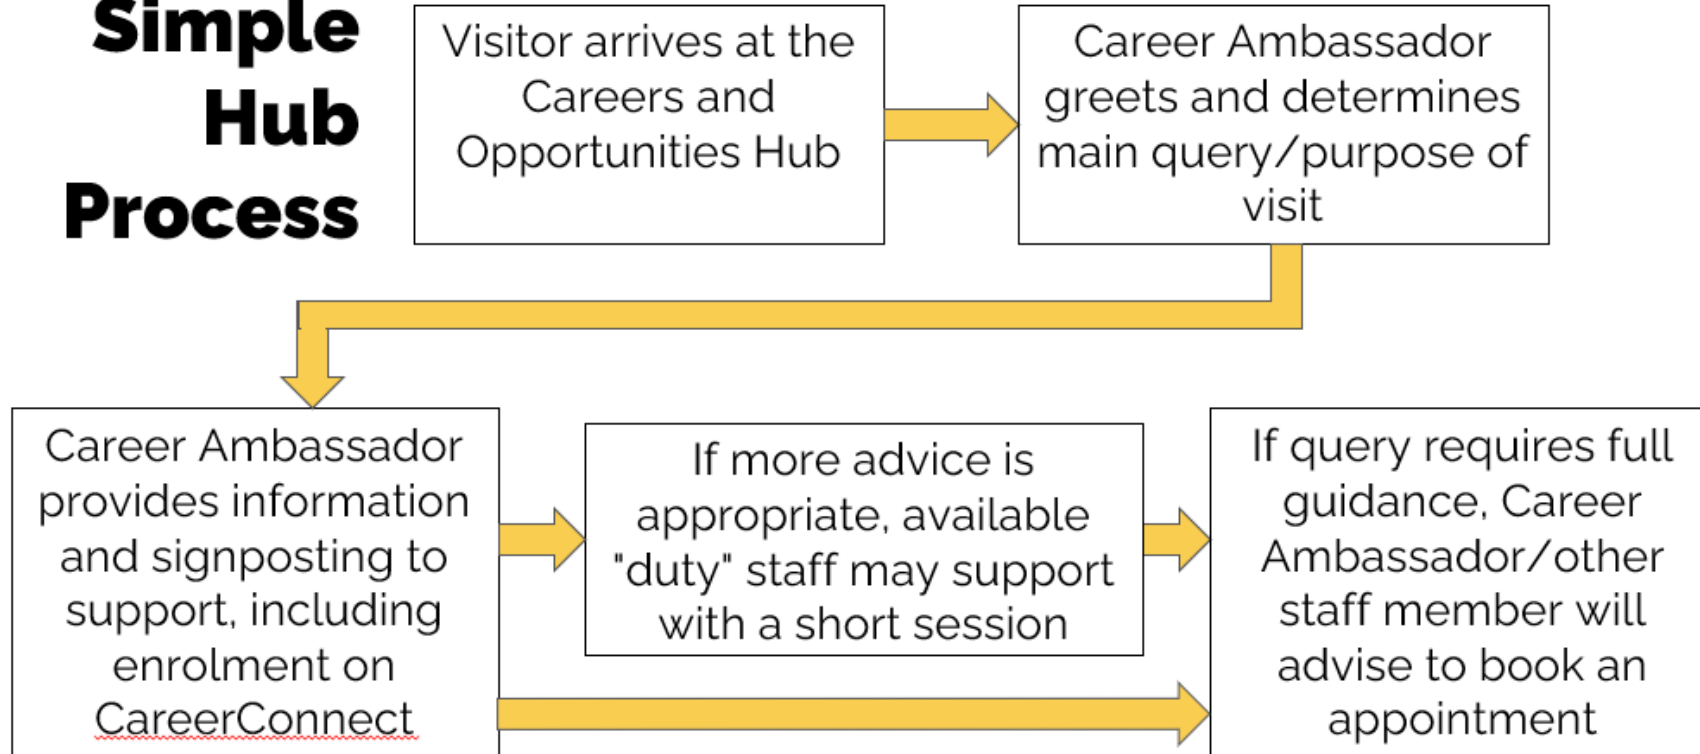 Simple
Hub
Process
Visitor arrives at the
Careers and
Opportunities Hub
Career Ambassador
greets and determines
main query/purpose of
visit
Career Ambassador
provides information
and signposting to
support, including
enrolment on
CareerConnect
If more advice is
appropriate, available
"duty" staff may support
with a short session
If query requires full
guidance, Career
Ambassador/other
staff member will
advise to book an
appointment